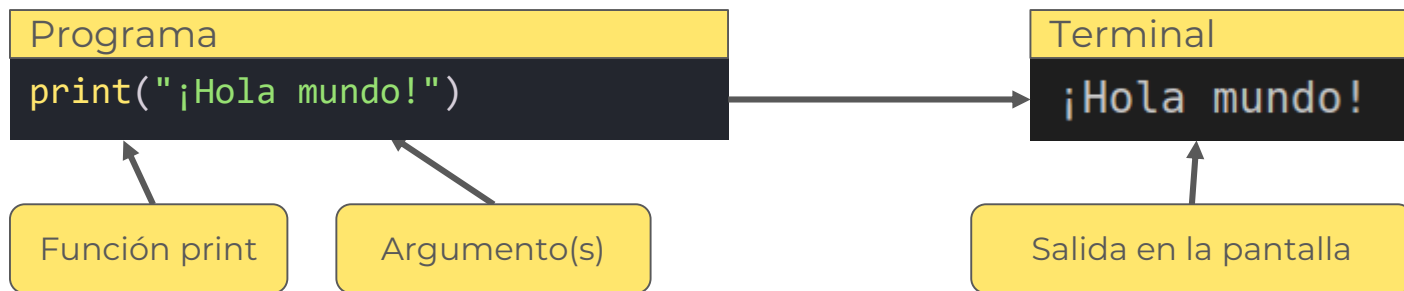 Programa
print("¡Hola mundo!")
Terminal
¡Hola mundo!
Función print
Argumento(s)
Salida en la pantalla